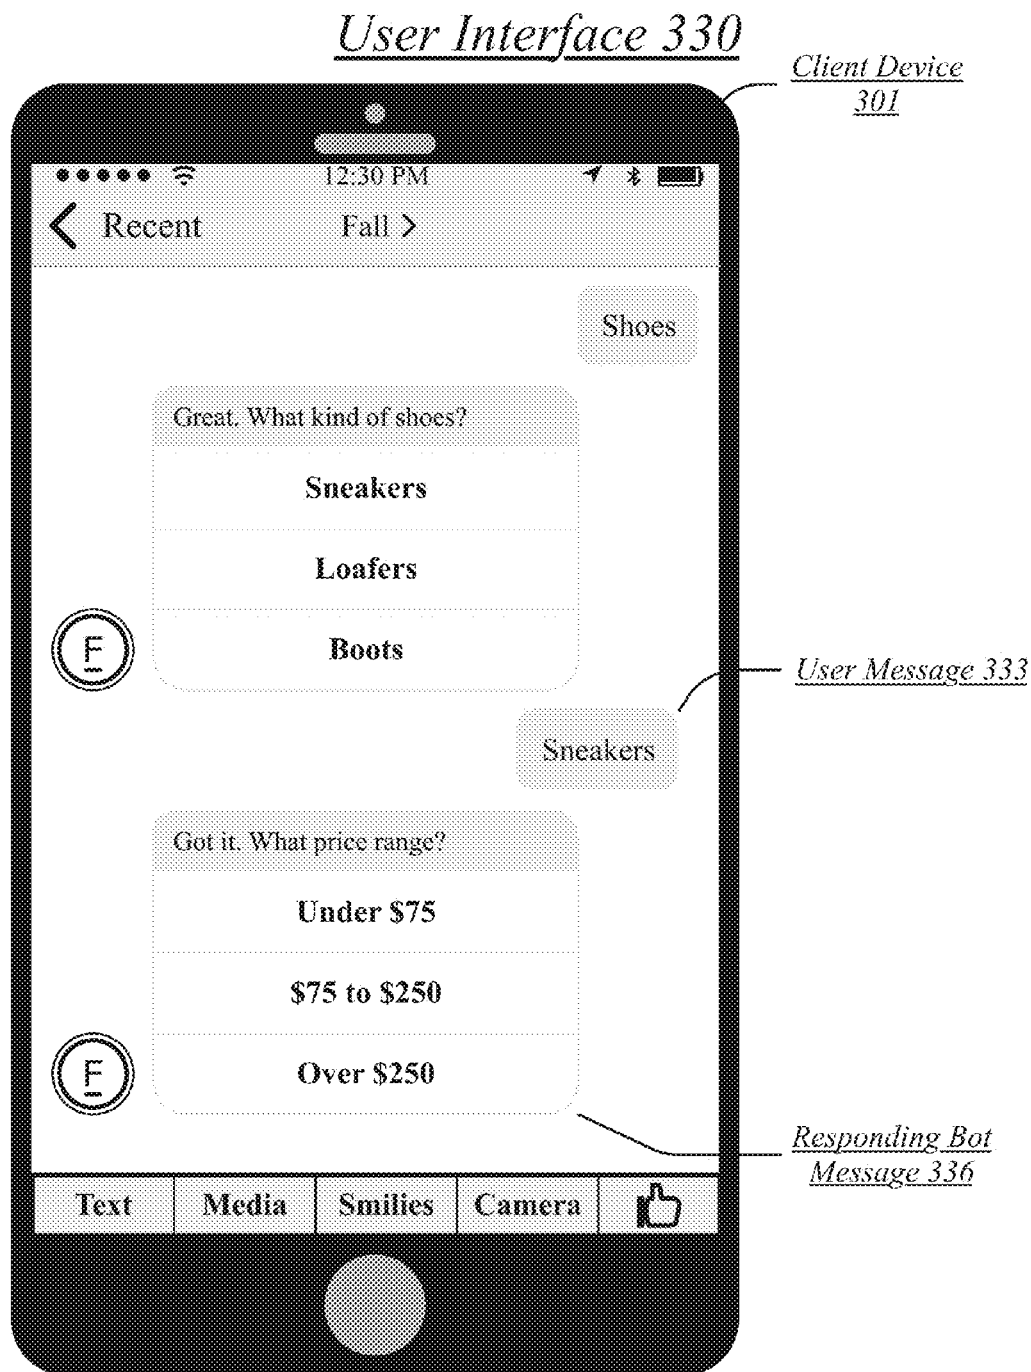 User Interface 330
Client Device
301
12:30 PM
Recent
Fall >
Shoes
Great. What kind of shoes?
Sneakers
Loafers
Boots
F
User Message 333
Sneakers
Got it. What price range?
Under $75
$75 to $250
Over $250
F
Responding Bot
Message 336
Text
Media
Smilies
Camera